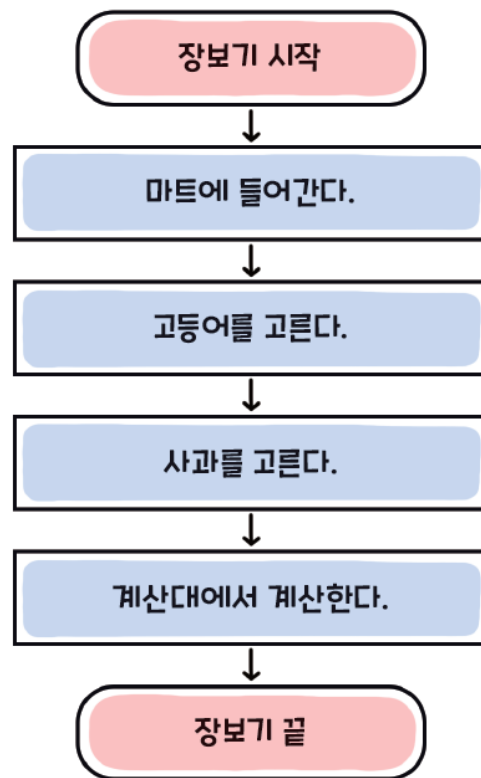 장보기 시작
마트에 들어간다.
고등어를 고른다.
사과를 고른다.
계산대에서 계산한다.
장보기 끝